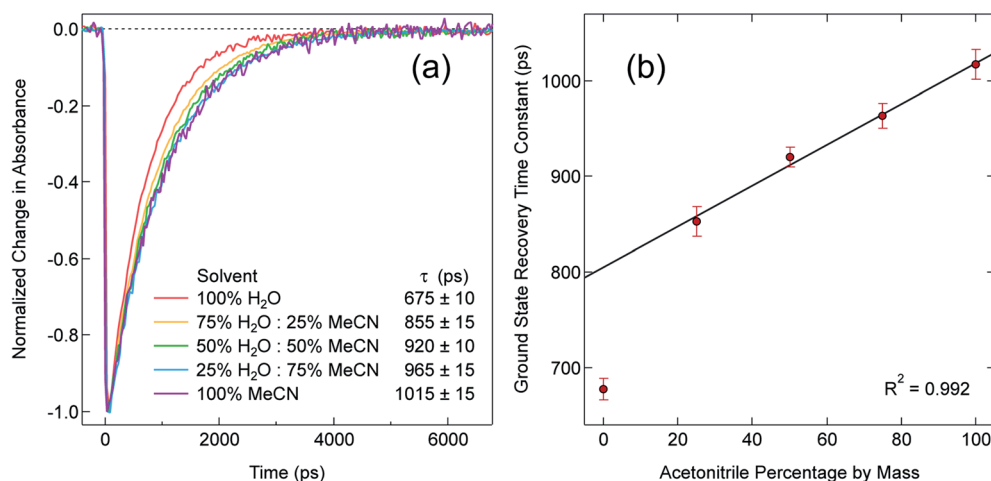 (a)
Normalized Change in Absorbance
0.0
-0.2
-0.4
-0.6
-0.8
-1.0
Solvent τ (ps)
100% H₂O 675 ± 10
75% H₂O : 25% MeCN 855 ± 15
50% H₂O : 50% MeCN 920 ± 10
25% H₂O : 75% MeCN 965 ± 15
100% MeCN 1015 ± 15
0 2000 4000 6000
Time (ps)
(b)
Ground State Recovery Time Constant (ps)
1000
900
800
700
R² = 0.992
0 20 40 60 80 100
Acetonitrile Percentage by Mass